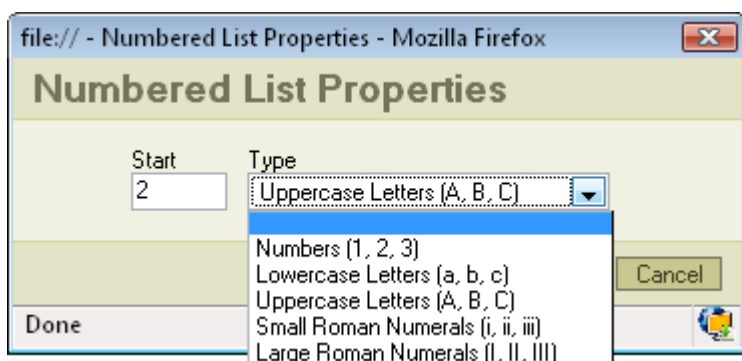 file:// - Numbered List Properties - Mozilla Firefox
Numbered List Properties
Start Type
2 Uppercase Letters (A, B, C)
Numbers (1, 2, 3)
Lowercase Letters (a, b, c)
Cancel
Uppercase Letters (A, B, C)
Done
Small Roman Numerals (i, ii, iii)
Large Roman Numerals (I, II, III)